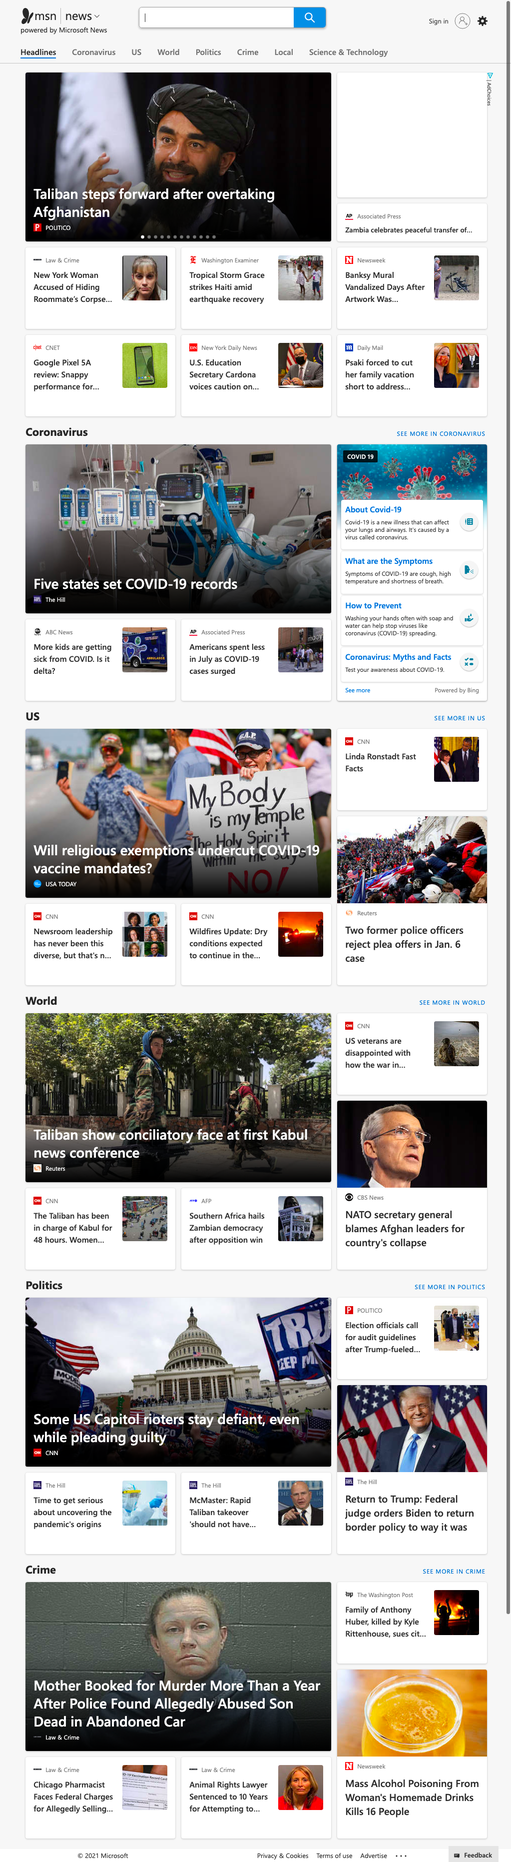 msn | news
powered by Microsoft News
Sign in
Headlines Coronavirus US World Politics Crime Local Science & Technology
Taliban steps forward after overtaking
Afghanistan
POLITICO
AdChoices
Associated Press
Zambia celebrates peaceful transfer of...
Law & Crime
New York Woman
Accused of Hiding
Roommate's Corpse...
Washington Examiner
Tropical Storm Grace
strikes Haiti amid
earthquake recovery
Newsweek
Banksy Mural
Vandalized Days After
Artwork Was...
CNET
Google Pixel 5A
review: Snappy
performance for...
New York Daily News
U.S. Education
Secretary Cardona
voices caution on...
Daily Mail
Psaki forced to cut
her family vacation
short to address...
Coronavirus
SEE MORE IN CORONAVIRUS
Five states set COVID-19 records
The Hill
COVID 19
About Covid-19
Covid-19 is a new illness that can affect
your lungs and airways. It's caused by a
virus called coronavirus.
What are the Symptoms
Symptoms of COVID-19 are cough, high
temperature and shortness of breath.
How to Prevent
Washing your hands often with soap and
water can help stop viruses like
coronavirus (COVID-19) spreading.
Coronavirus: Myths and Facts
Test your awareness about COVID-19.
See more
Powered by Bing
ABC News
More kids are getting
sick from COVID. Is it
delta?
Associated Press
Americans spent less
in July as COVID-19
cases surged
US
SEE MORE IN US
My Body
is my Temple
The Holy Spirit
NO!
Will religious exemptions undercut COVID-19
vaccine mandates?
USA TODAY
CNN
Linda Ronstadt Fast
Facts
Reuters
Two former police officers
reject plea offers in Jan. 6
case
CNN
Newsroom leadership
has never been this
diverse, but that's n...
CNN
Wildfires Update: Dry
conditions expected
to continue in the...
World
SEE MORE IN WORLD
Taliban show conciliatory face at first Kabul
news conference
Reuters
CNN
US veterans are
disappointed with
how the war in...
CBS News
NATO secretary general
blames Afghan leaders for
country's collapse
CNN
The Taliban has been
in charge of Kabul for
48 hours. Women...
AFP
Southern Africa hails
Zambian democracy
after opposition win
Politics
SEE MORE IN POLITICS
Some US Capitol rioters stay defiant, even
while pleading guilty
CNN
POLITICO
Election officials call
for audit guidelines
after Trump-fueled...
The Hill
Return to Trump: Federal
judge orders Biden to return
border policy to way it was
The Hill
Time to get serious
about uncovering the
pandemic's origins
The Hill
McMaster: Rapid
Taliban takeover
'should not have...
Crime
SEE MORE IN CRIME
Mother Booked for Murder More Than a Year
After Police Found Allegedly Abused Son
Dead in Abandoned Car
Law & Crime
The Washington Post
Family of Anthony
Huber, killed by Kyle
Rittenhouse, sues cit...
Newsweek
Mass Alcohol Poisoning From
Woman's Homemade Drinks
Kills 16 People
Law & Crime
Chicago Pharmacist
Faces Federal Charges
for Allegedly Selling...
Law & Crime
Animal Rights Lawyer
Sentenced to 10 Years
for Attempting to...
© 2021 Microsoft
Privacy & Cookies Terms of use Advertise ...
Feedback